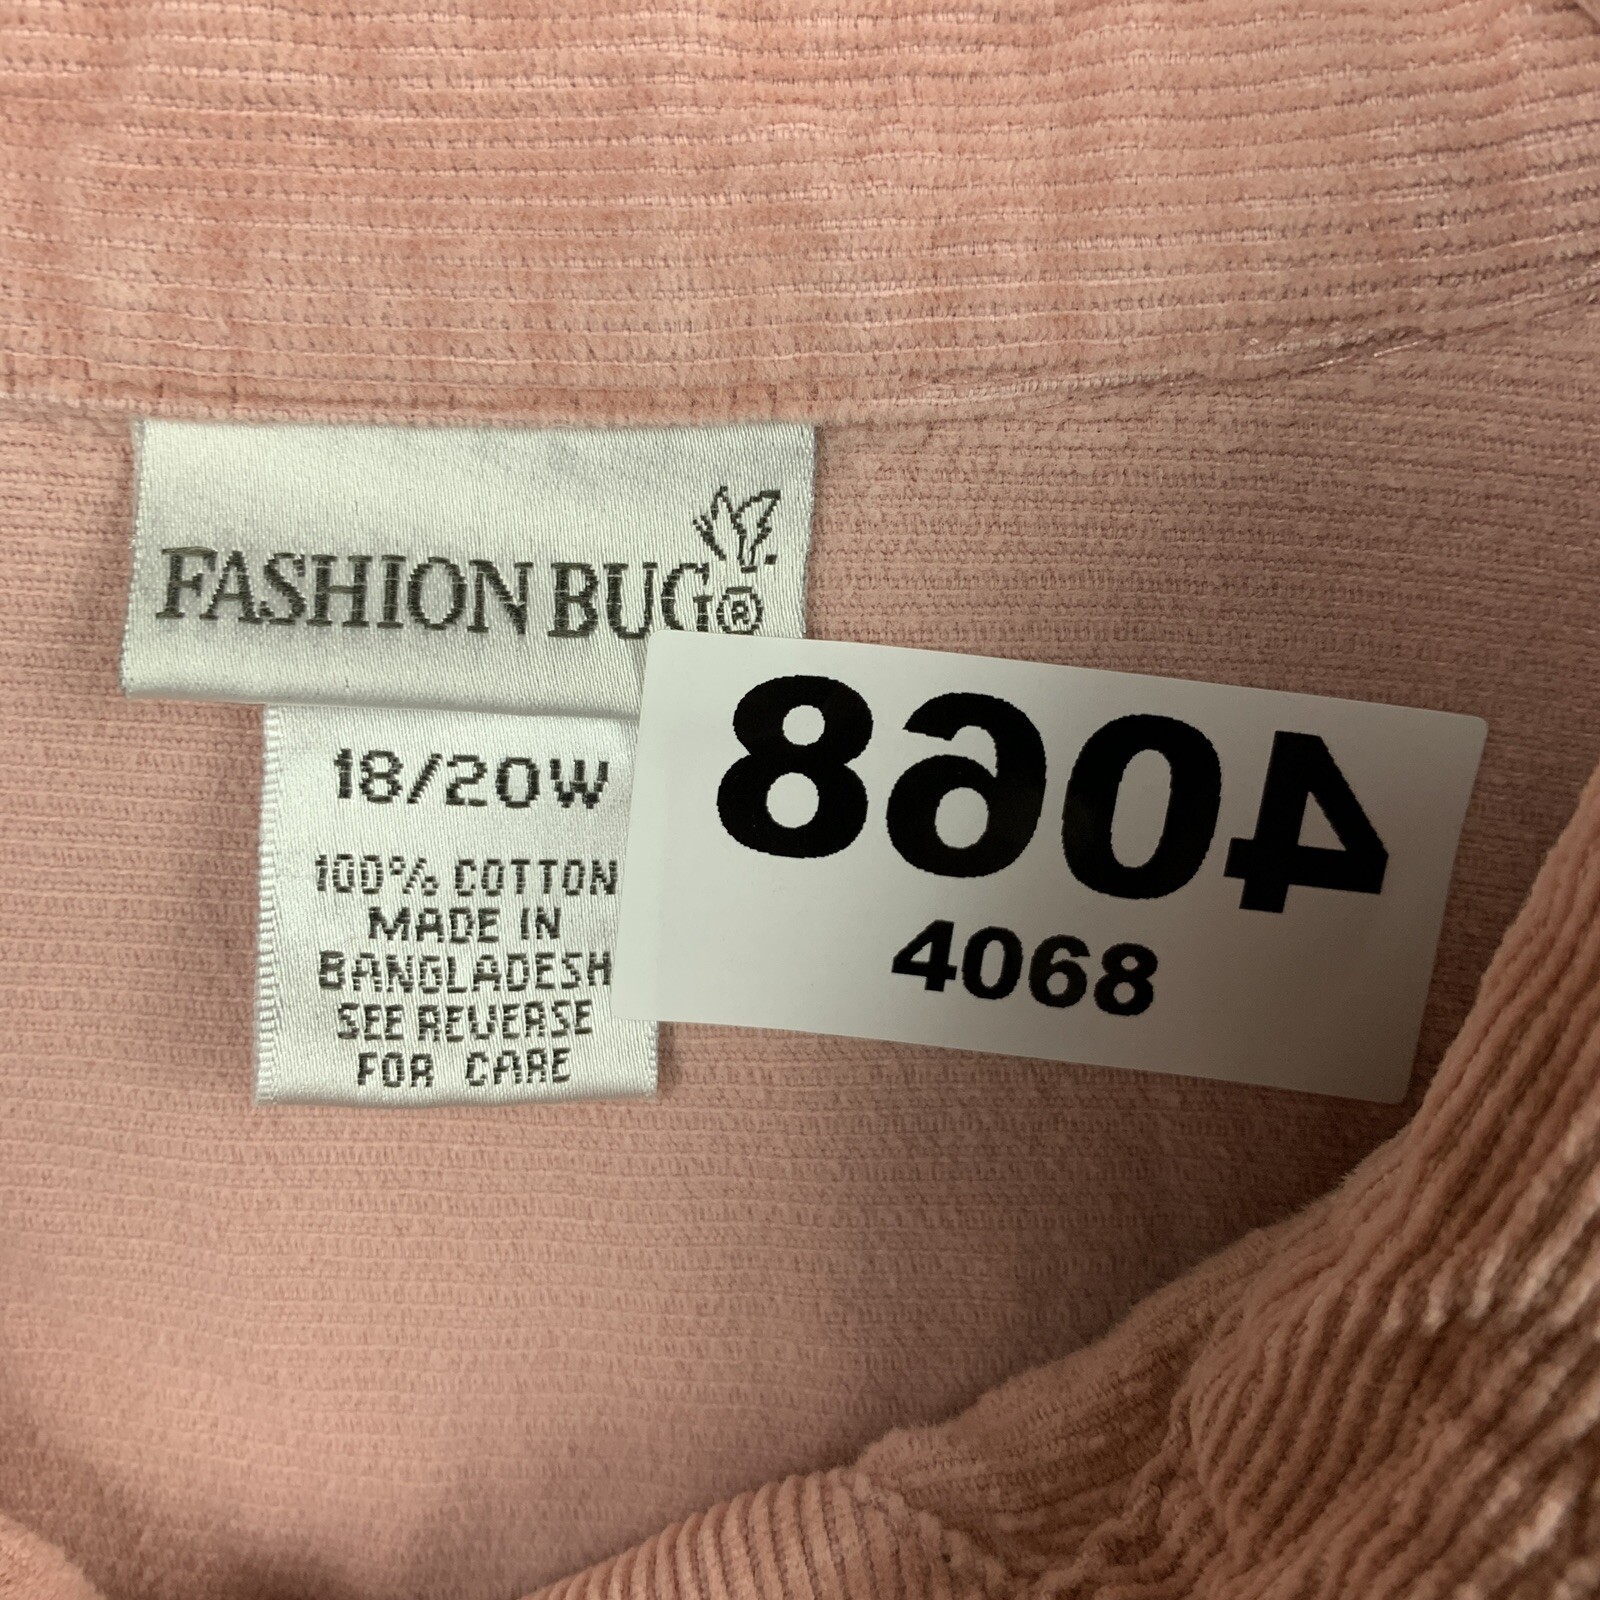 FASHION BUG®
18/20W
100% COTTON
MADE IN
BANGLADESH
SEE REVERSE
FOR CARE
4068
4068